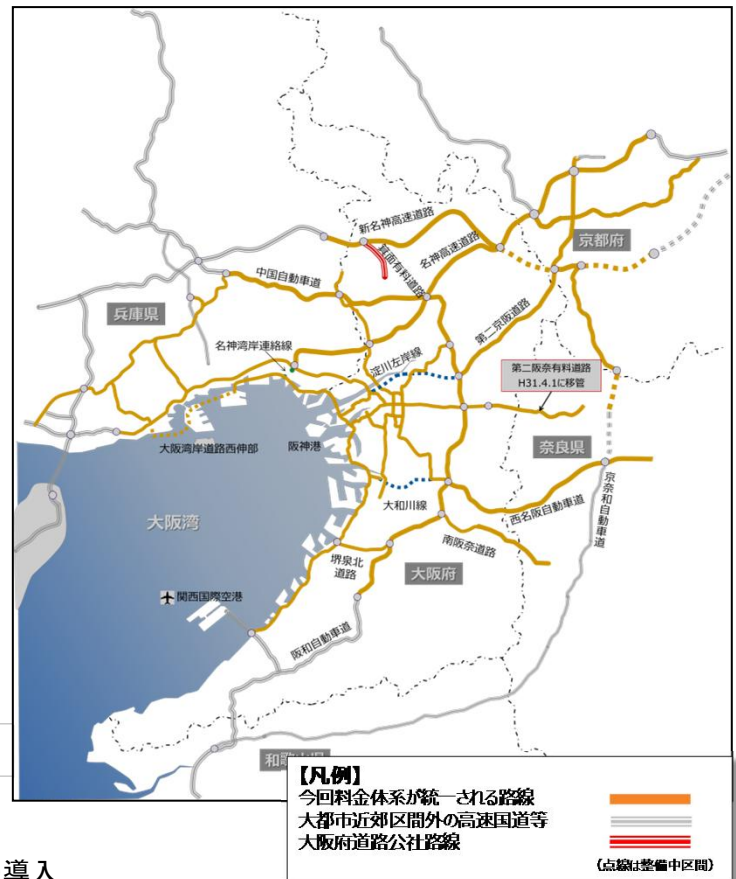 新名神高速道路
箕面有料道路
名神高速道路
京都府
中国自動車道
兵庫県
第二京阪道路
名神湾岸連絡線
淀川左岸線
第二阪奈有料道路
H31.4.1に移管
大阪湾岸道路西伸部
阪神港
奈良県
京奈和自動車道
大阪湾
大和川線
西名阪自動車道
南阪奈道路
堺泉北
道路
大阪府
関西国際空港
阪和自動車道
【凡例】
今回料金体系が統一される路線
大都市近郊区間外の高速国道等
大阪府道路公社路線
(点線は整備中区間)
導入